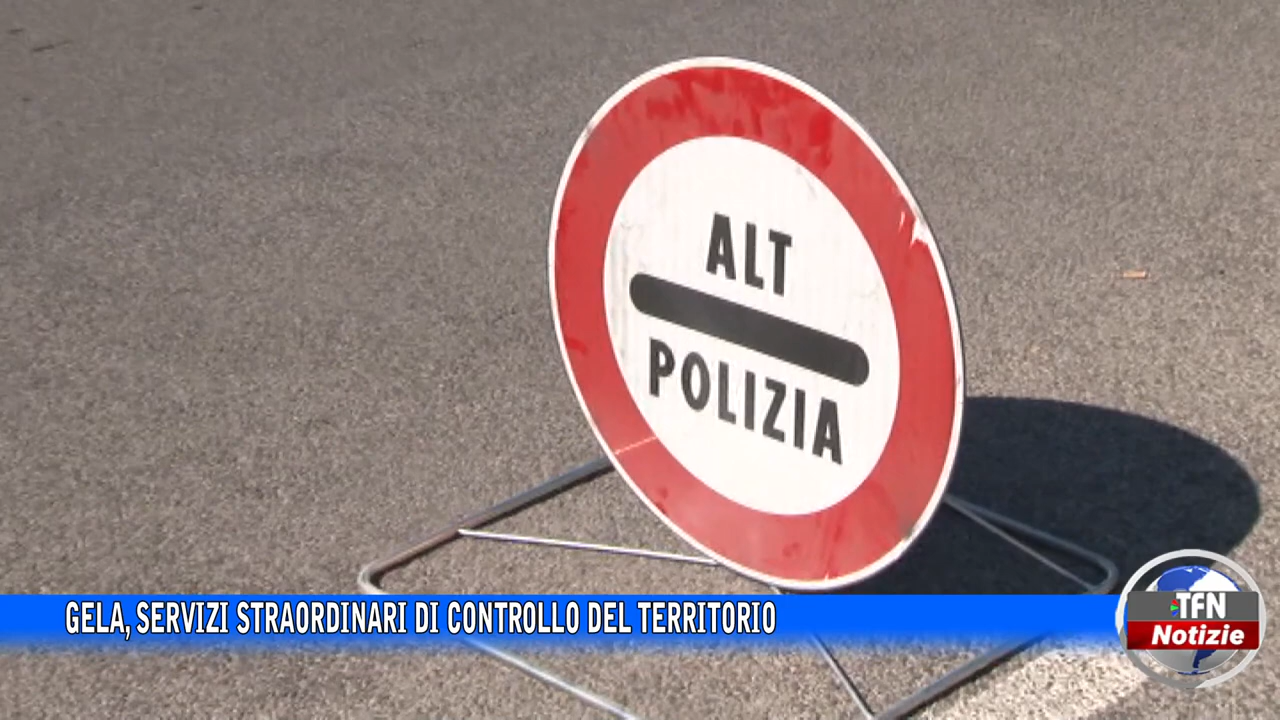 ALT
POLIZIA
GELA, SERVIZI STRAORDINARI DI CONTROLLO DEL TERRITORIO
TFN
Notizie